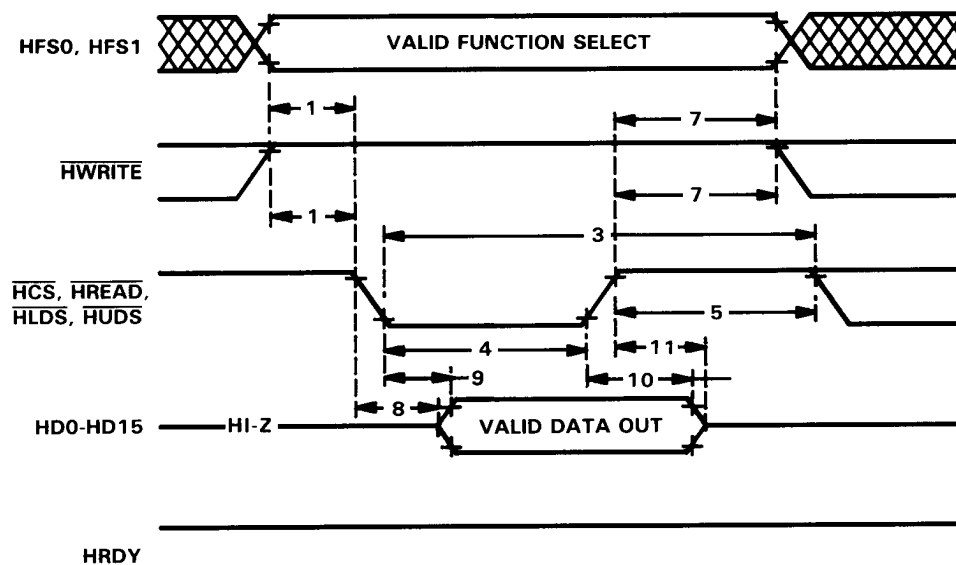 HFS0, HFS1
VALID FUNCTION SELECT
1
7
HWRITE
1
7
3
HCS, HREAD,
HLDS, HUDS
5
4
11
9
10
8
HD0-HD15
HI-Z
VALID DATA OUT
HRDY